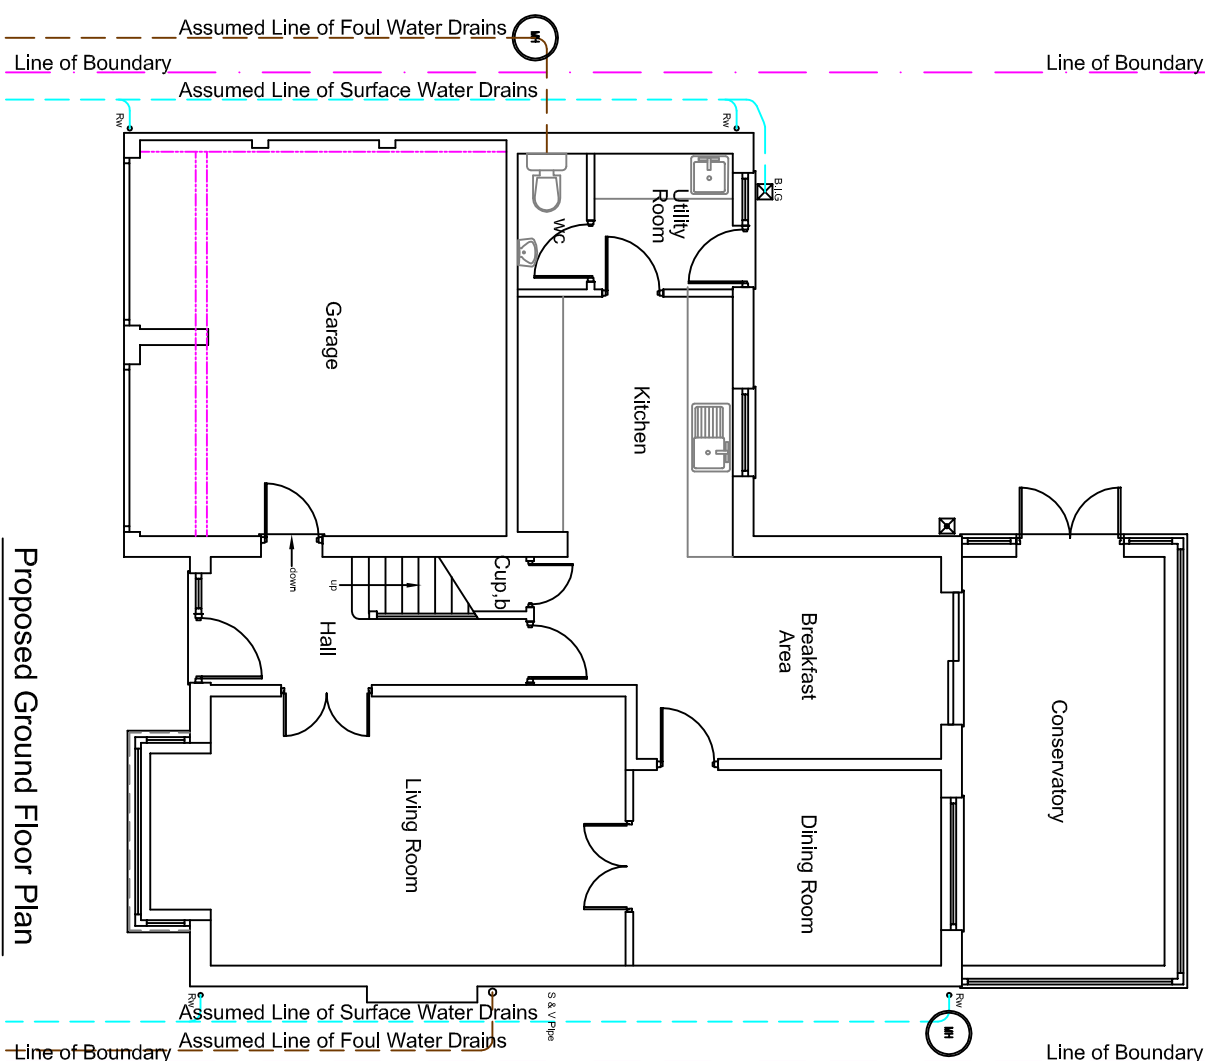 Assumed Line of Foul Water Drains
MH
Line of Boundary
Line of Boundary
Assumed Line of Surface Water Drains
Rw
Rw
B.I.G
Utility
Room
WC
Garage
Kitchen
down
up
Cup,b
Hall
Breakfast
Area
Conservatory
Living Room
Dining Room
Proposed Ground Floor Plan
Rw
S & V Pipe
Rw
Assumed Line of Surface Water Drains
MH
Assumed Line of Foul Water Drains
Line of Boundary
Line of Boundary